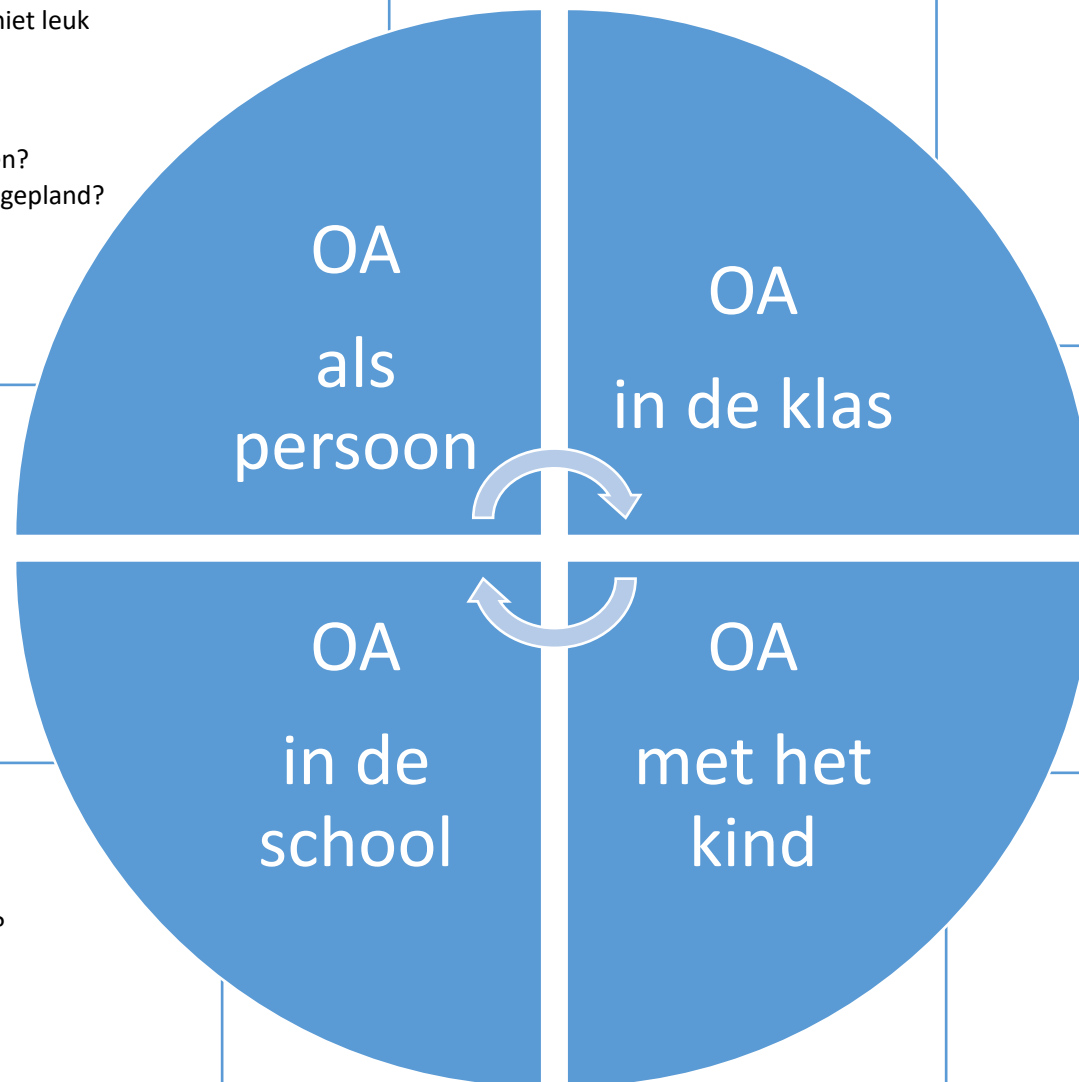 niet leuk
gepland?
OA
als
persoon
OA
in de klas
OA
in de
school
OA
met het
kind